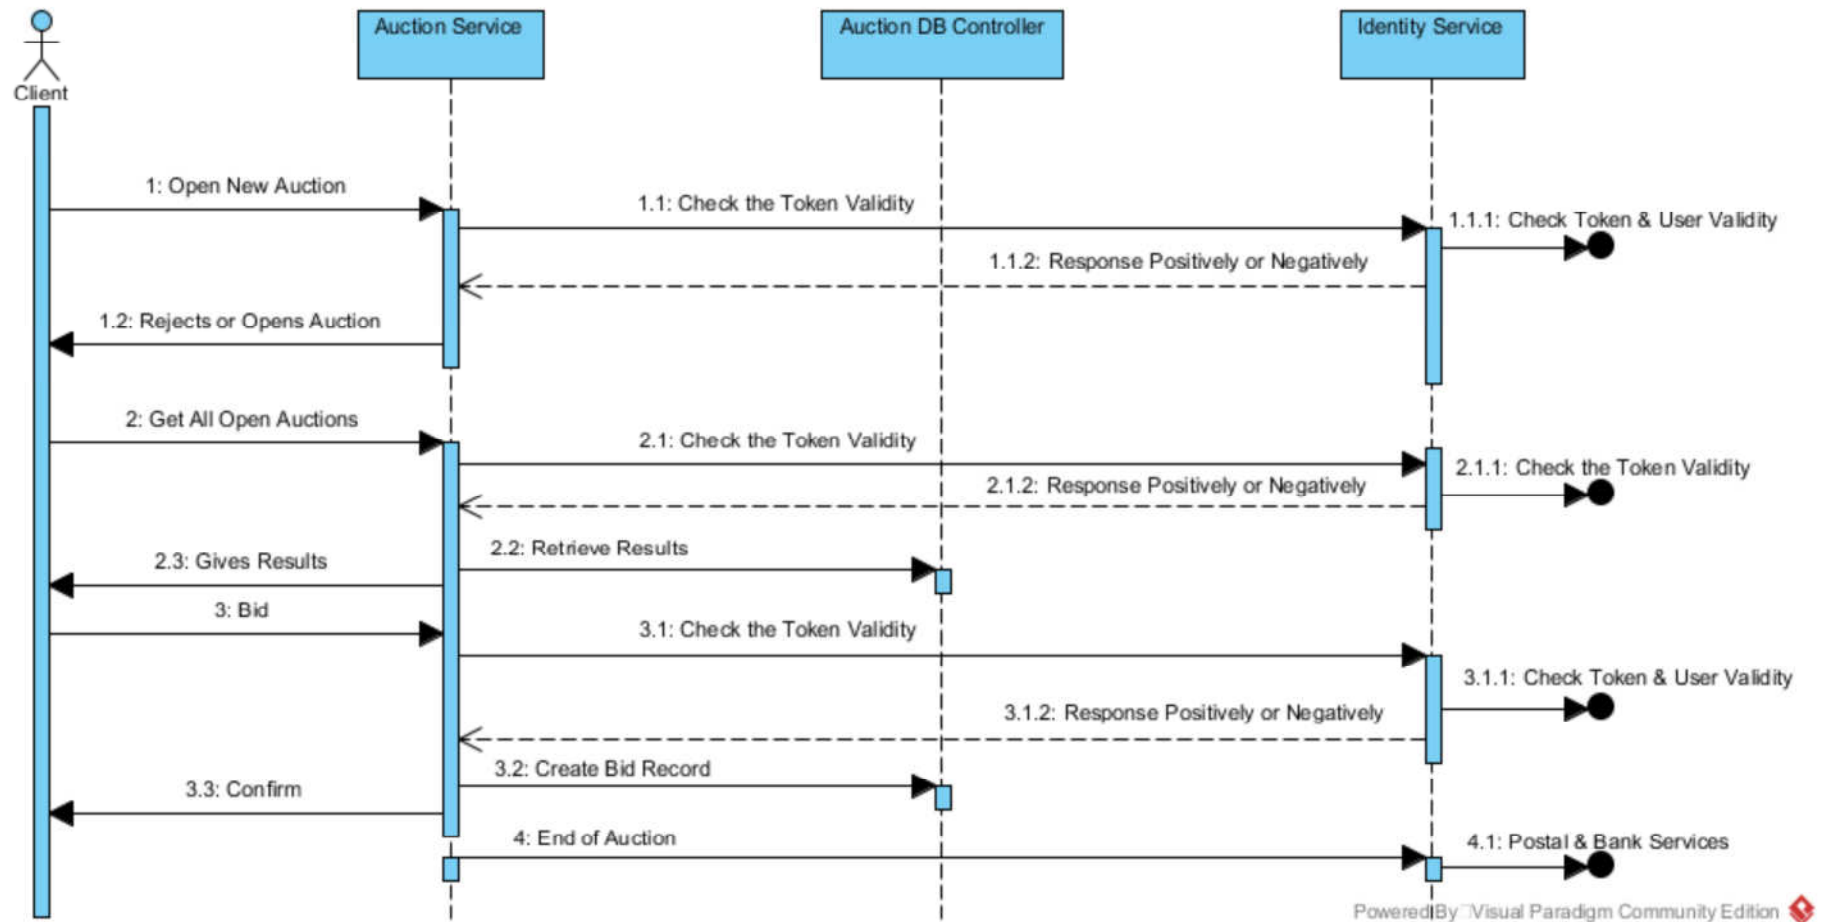 Auction Service
Auction DB Controller
Identity Service
Client
1: Open New Auction
1.1: Check the Token Validity
1.1.1: Check Token & User Validity
1.1.2: Response Positively or Negatively
1.2: Rejects or Opens Auction
2: Get All Open Auctions
2.1: Check the Token Validity
2.1.1: Check the Token Validity
2.1.2: Response Positively or Negatively
2.2: Retrieve Results
2.3: Gives Results
3: Bid
3.1: Check the Token Validity
3.1.1: Check Token & User Validity
3.1.2: Response Positively or Negatively
3.2: Create Bid Record
3.3: Confirm
4: End of Auction
4.1: Postal & Bank Services
Powered By Visual Paradigm Community Edition